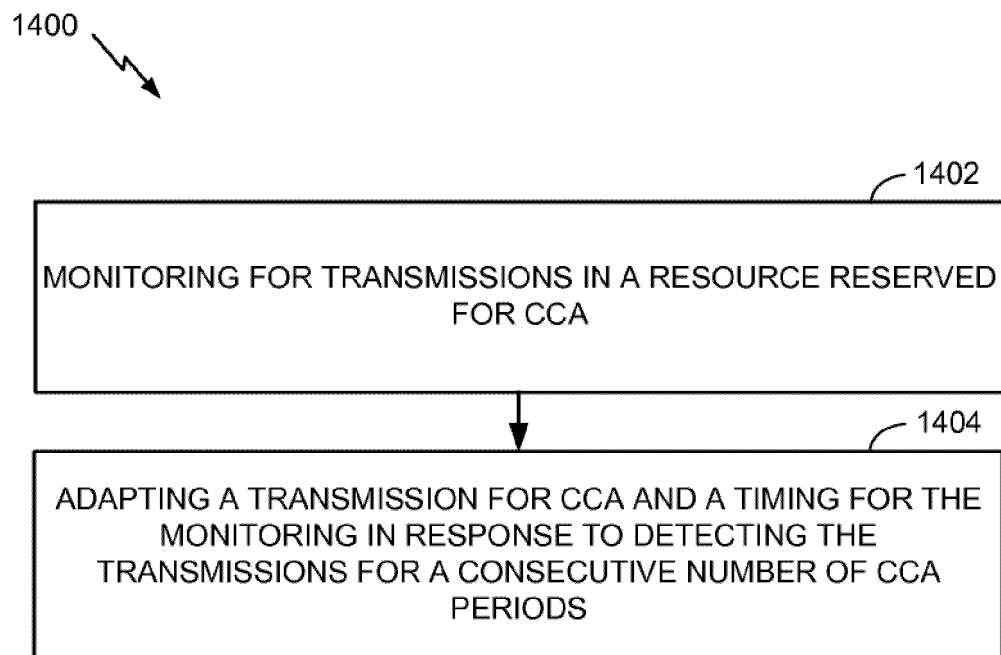 1400
1402
MONITORING FOR TRANSMISSIONS IN A RESOURCE RESERVED
FOR CCA
1404
ADAPTING A TRANSMISSION FOR CCA AND A TIMING FOR THE
MONITORING IN RESPONSE TO DETECTING THE
TRANSMISSIONS FOR A CONSECUTIVE NUMBER OF CCA
PERIODS